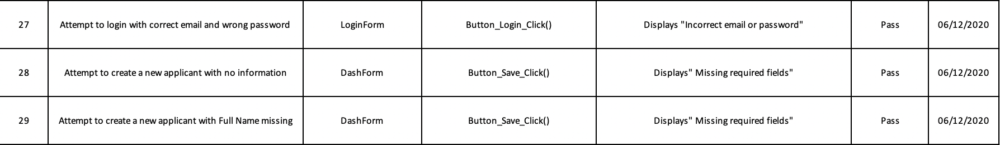 27 Attempt to login with correct email and wrong password LoginForm Button_Login_Click() Displays "Incorrect email or password" Pass 06/12/2020
28 Attempt to create a new applicant with no information DashForm Button_Save_Click() Displays" Missing required fields" Pass 06/12/2020
29 Attempt to create a new applicant with Full Name missing DashForm Button_Save_Click() Displays" Missing required fields" Pass 06/12/2020